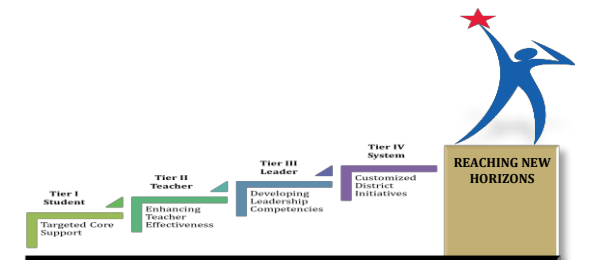 Tier I
Student
Targeted Core
Support
Tier II
Teacher
Enhancing
Teacher
Effectiveness
Tier III
Leader
Developing
Leadership
Competencies
Tier IV
System
Customized
District
Initiatives
REACHING NEW
HORIZONS